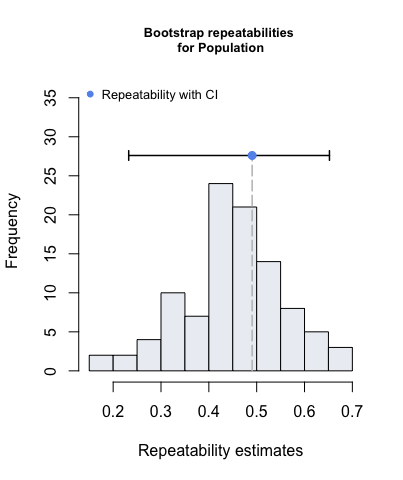 Bootstrap repeatabilities
for Population
Repeatability with CI
35
30
25
20
15
10
5
0
Frequency
0.2 0.3 0.4 0.5 0.6 0.7
Repeatability estimates